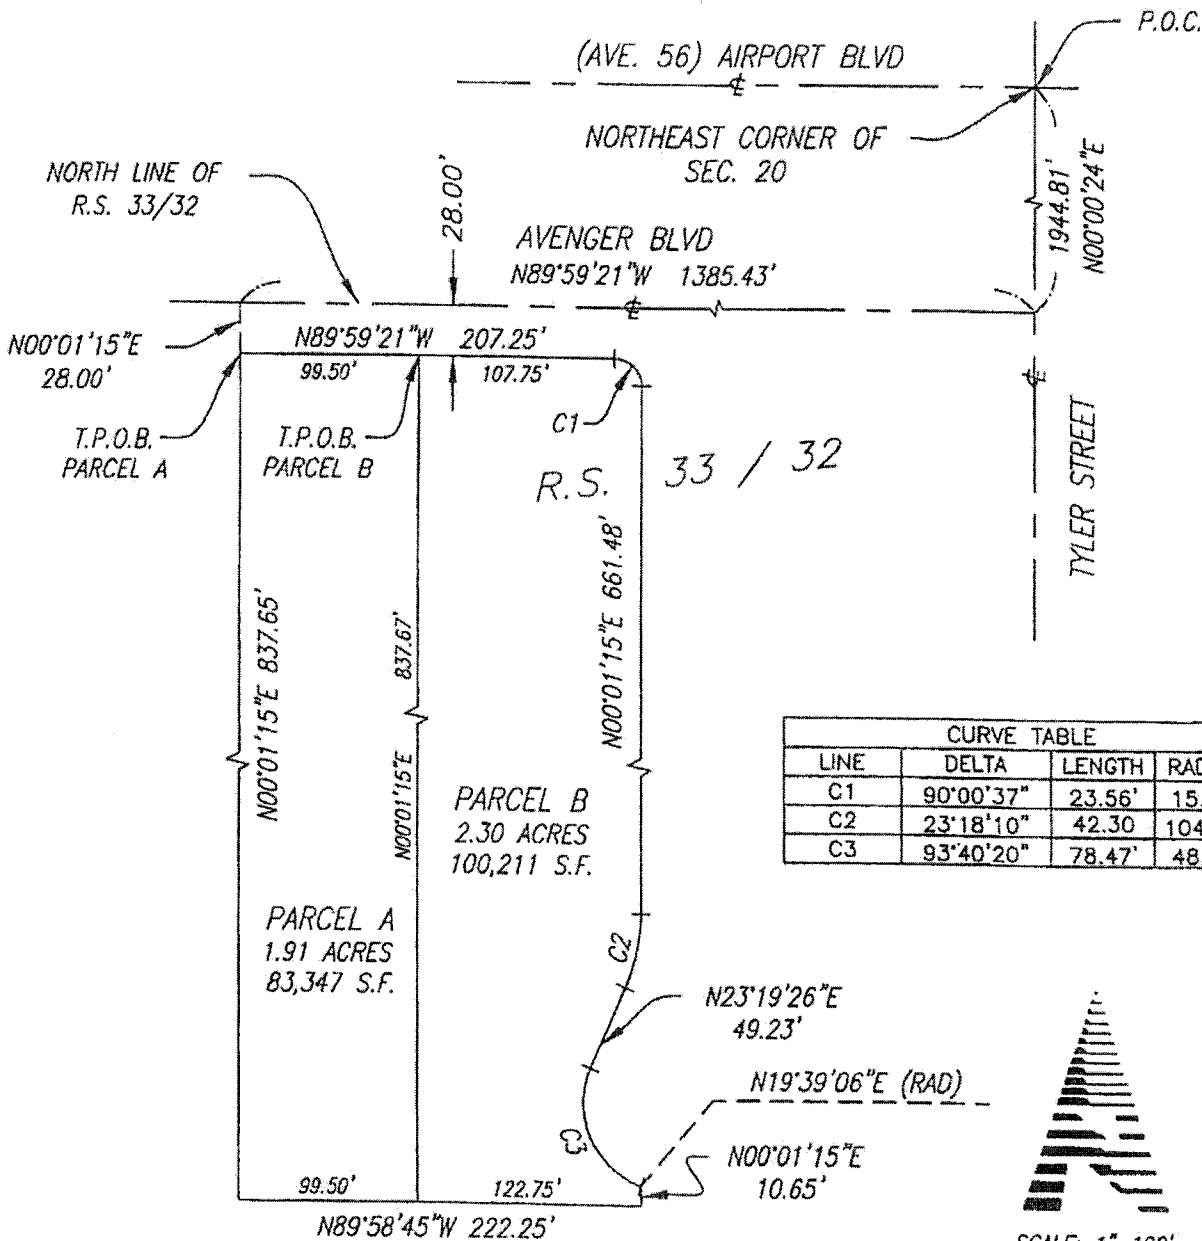 P.O.C.
(AVE. 56) AIRPORT BLVD
NORTHEAST CORNER OF
SEC. 20
NORTH LINE OF
R.S. 33/32
28.00'
1944.81'
N00°00'24"E
AVENGER BLVD
N89°59'21"W 1385.43'
N00°01'15"E
28.00'
N89°59'21"W 207.25'
99.50'
107.75'
T.P.O.B.
PARCEL A
T.P.O.B.
PARCEL B
C1
R.S. 33 / 32
TYLER STREET
N00°01'15"E 837.65'
N00°01'15"E 837.67'
N00°01'15"E 661.48'
CURVE TABLE
LINE DELTA LENGTH
C1 90°00'37" 23.56' 15.
C2 23°18'10" 42.30 104
C3 93°40'20" 78.47' 48.
PARCEL B
2.30 ACRES
100,211 S.F.
PARCEL A
1.91 ACRES
83,347 S.F.
C2
N23°19'26"E
49.23'
N19°39'06"E (RAD)
C3
N00°01'15"E
10.65'
99.50'
122.75'
N89°58'45"W 222.25'